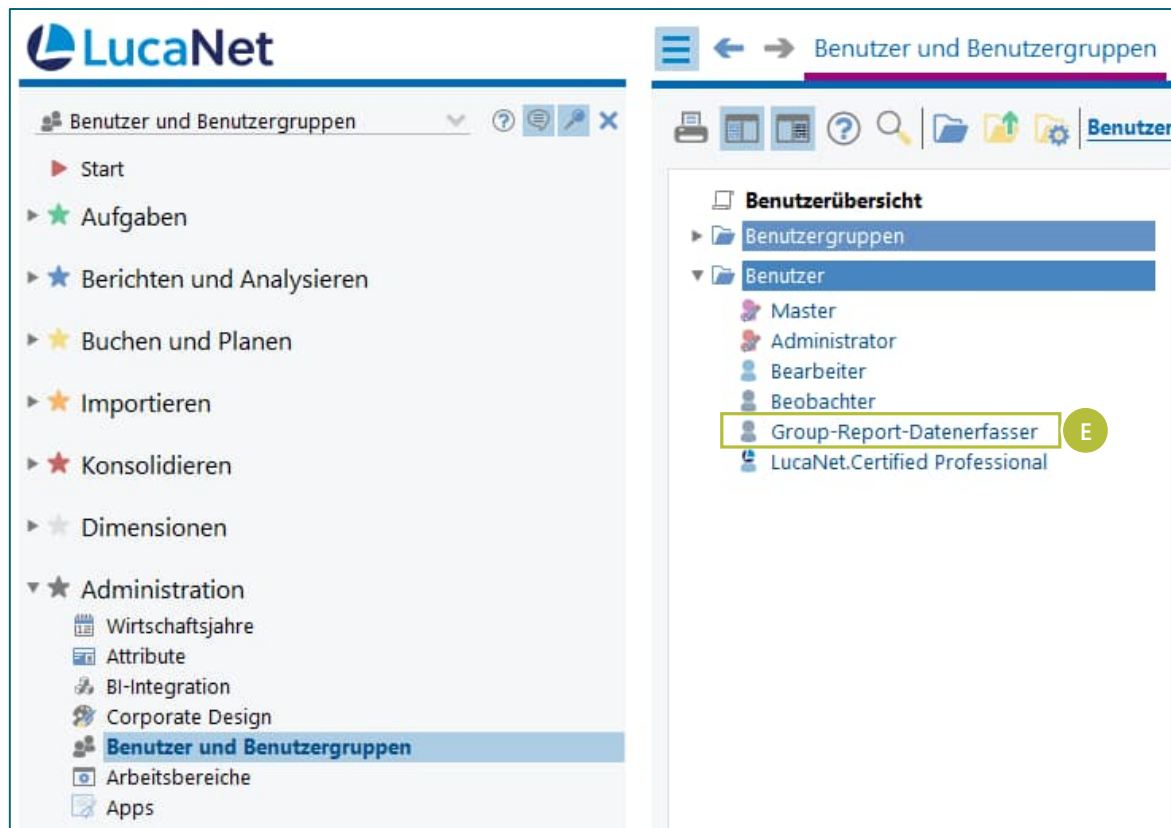 LucaNet
Benutzer und Benutzergruppen
Start
Aufgaben
Berichten und Analysieren
Buchen und Planen
Importieren
Konsolidieren
Dimensionen
Administration
Wirtschaftsjahre
Attribute
BI-Integration
Corporate Design
Benutzer und Benutzergruppen
Arbeitsbereiche
Apps
Benutzer und Benutzergruppen
Benutzer
Benutzerübersicht
Benutzergruppen
Benutzer
Master
Administrator
Bearbeiter
Beobachter
Group-Report-Datenerfasser E
LucaNet.Certified Professional